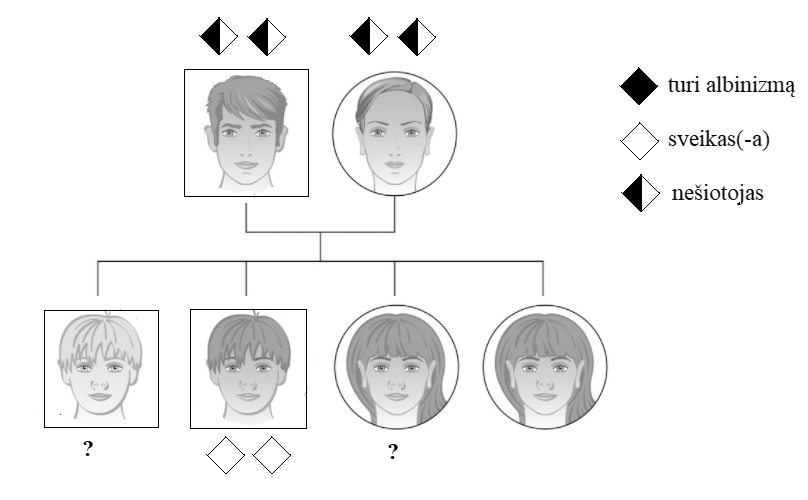 turi albinizmą
sveikas(-a)
nešiotojas
?
?